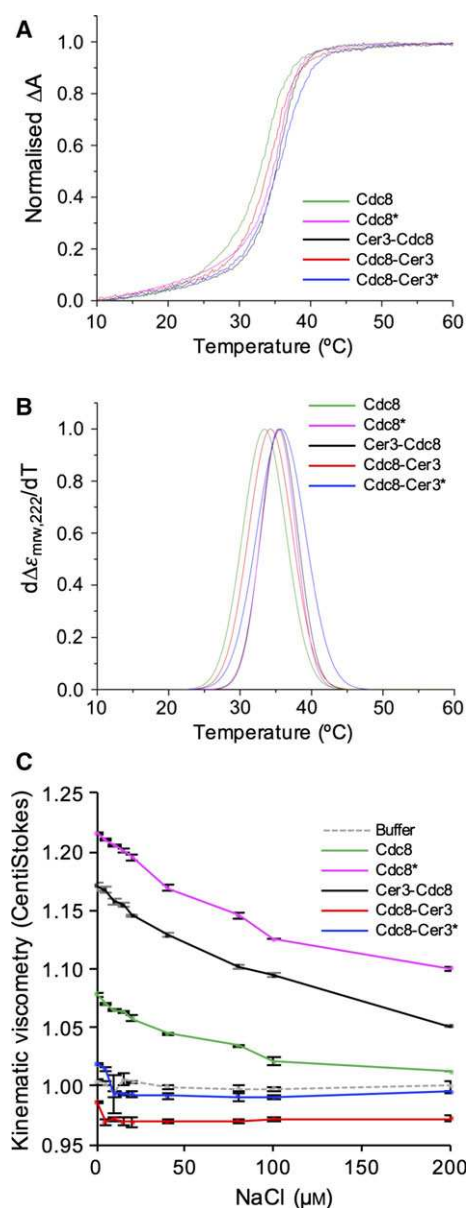 A
Normalised ΔA
1.0
0.8
0.6
0.4
0.2
0.0
Cdc8
Cdc8*
Cer3-Cdc8
Cdc8-Cer3
Cdc8-Cer3*
10 20 30 40 50 60
Temperature (ºC)
B
dΔε mrw,222/dT
1.0
0.8
0.6
0.4
0.2
0.0
Cdc8
Cdc8*
Cer3-Cdc8
Cdc8-Cer3
Cdc8-Cer3*
10 20 30 40 50 60
Temperature (ºC)
C
Kinematic viscometry (CentiStokes)
1.25
1.20
1.15
1.10
1.05
1.00
0.95
Buffer
Cdc8
Cdc8*
Cer3-Cdc8
Cdc8-Cer3
Cdc8-Cer3*
0 50 100 150 200
NaCl (μM)